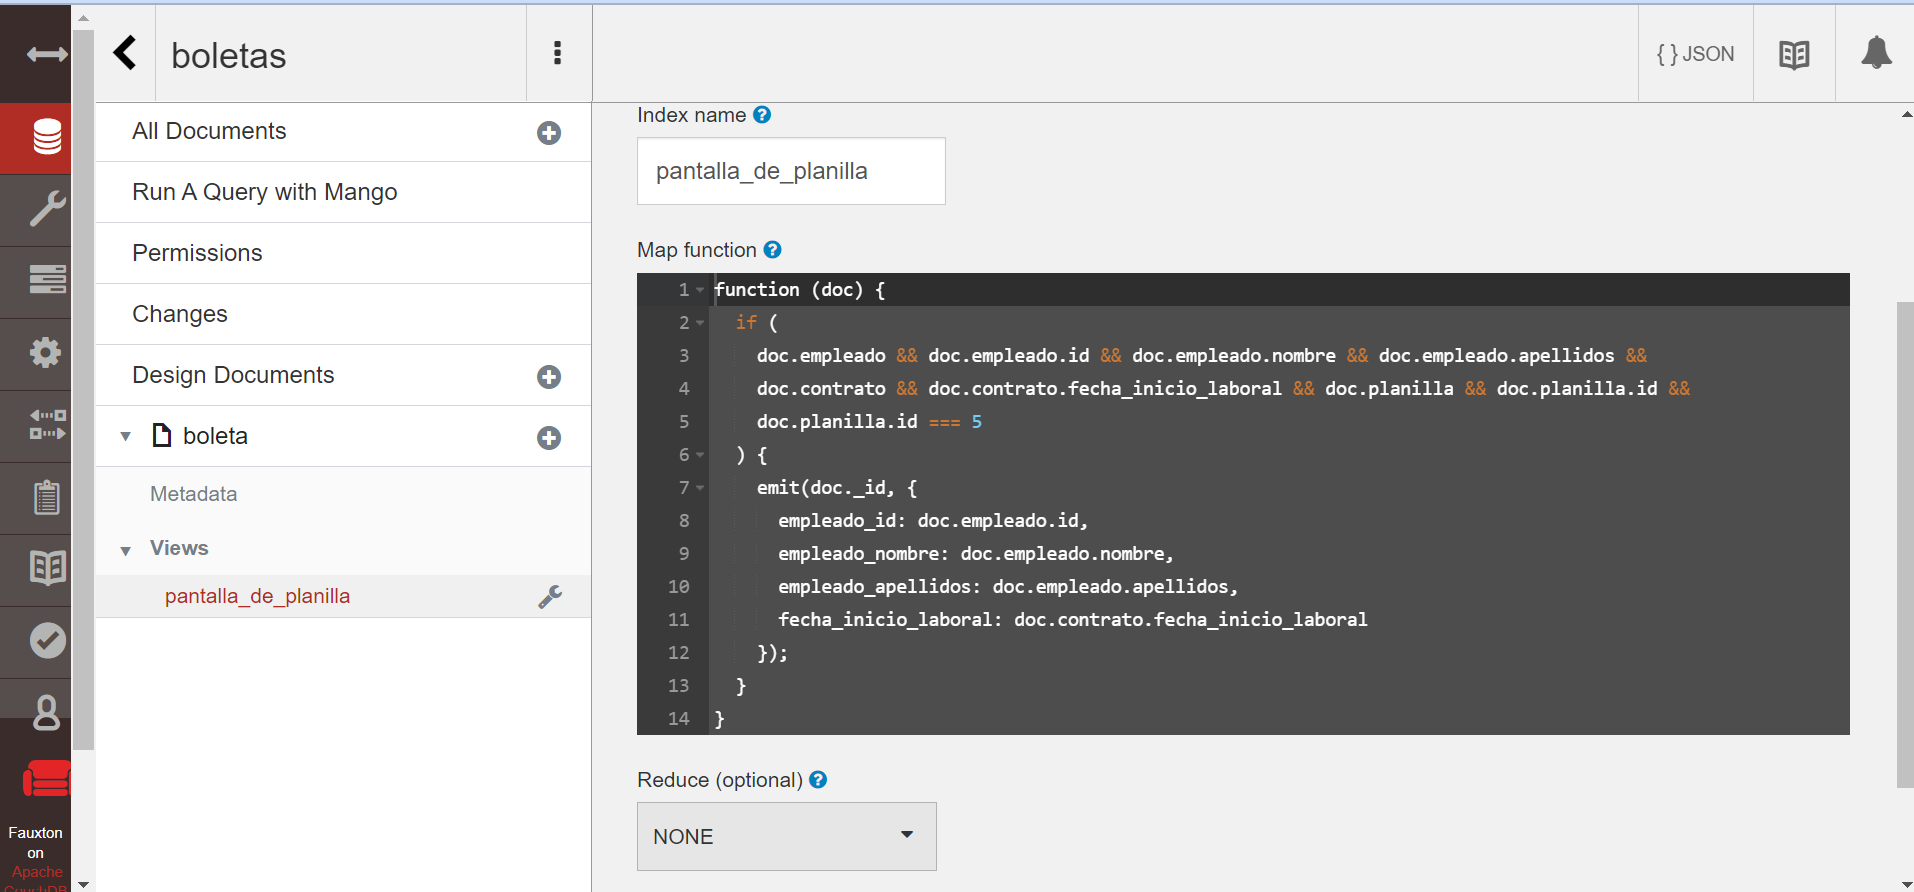 boletas
{ } JSON
All Documents
Run A Query with Mango
Permissions
Changes
Design Documents
boleta
Metadata
Views
pantalla_de_planilla
Fauxton
on
Apache
CouchDB
Index name
pantalla_de_planilla
Map function
1 function (doc) {
2 if (
3 doc.empleado && doc.empleado.id && doc.empleado.nombre && doc.empleado.apellidos &&
4 doc.contrato && doc.contrato.fecha_inicio_laboral && doc.planilla && doc.planilla.id &&
5 doc.planilla.id === 5
6 ) {
7 emit(doc._id, {
8 empleado_id: doc.empleado.id,
9 empleado_nombre: doc.empleado.nombre,
10 empleado_apellidos: doc.empleado.apellidos,
11 fecha_inicio_laboral: doc.contrato.fecha_inicio_laboral
12 });
13 }
14 }
Reduce (optional)
NONE